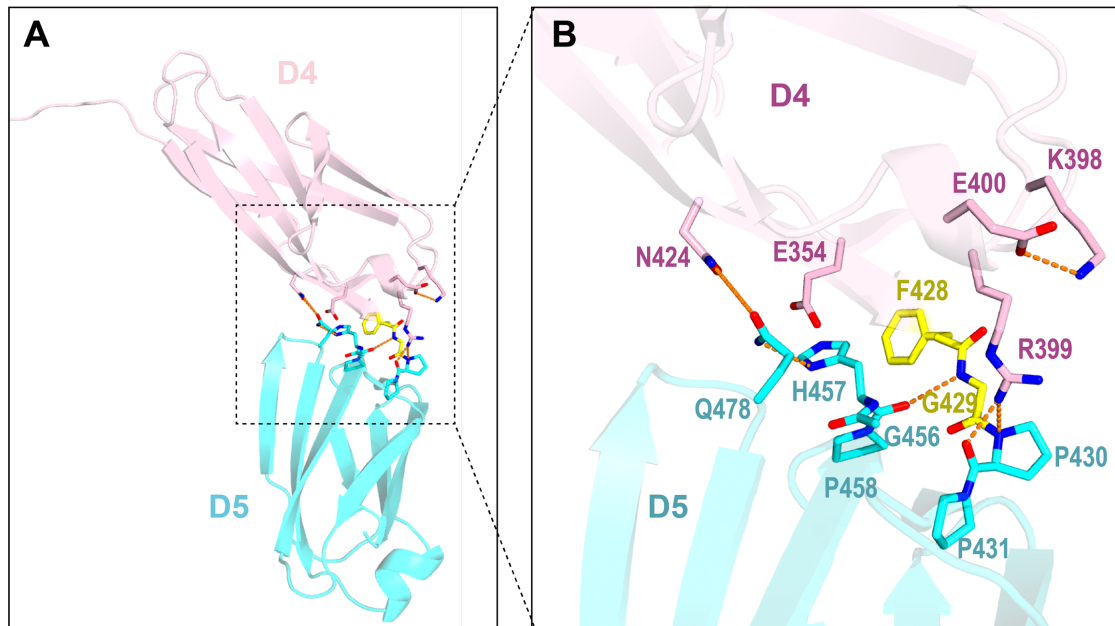 A
D4
D5
B
D4
K398
E400
N424
E354
F428
R399
H457
Q478
G429
G456
P430
P458
D5
P431